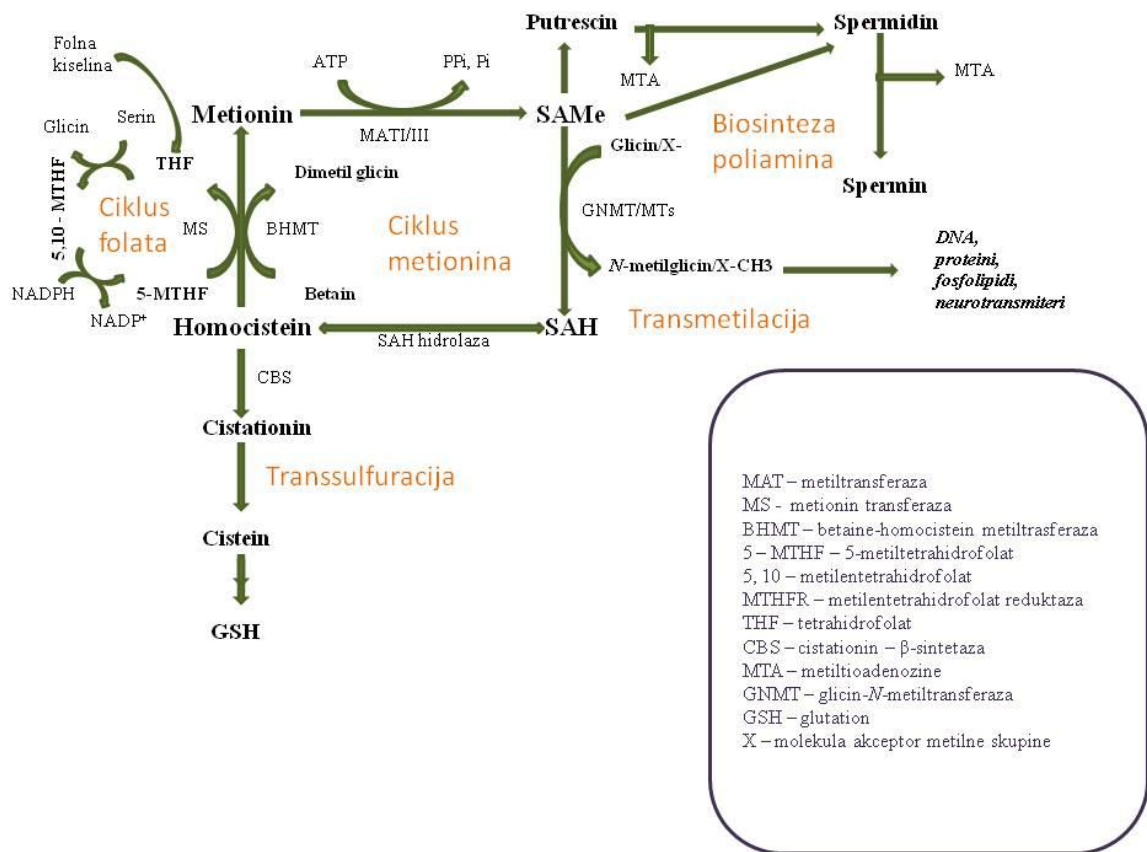 Putrescin
Spermidin
Folna
kiselina
ATP
PPi, Pi
MTA
MTA
Metionin
SAMe
MATI/III
Glicin
Serin
THF
5,10 - MTHF
Ciklus
folata
MS
BHMT
Dimetil glicin
Ciklus
metionina
Glicin/X-
Biosinteza
poliamina
Spermin
GNMT/MTs
N-metilglicin/X-CH3
DNA,
proteini,
fosfolipidi,
neurotransmiteri
NADPH
NADP+
5-MTHF
Betain
Homocistein
SAH hidrolaza
SAH
Transmetilacija
CBS
Cistationin
Transsulfuracija
Cistein
GSH
MAT – metiltransferaza
MS - metionin transferaza
BHMT – betaine-homocistein metiltrasferaza
5 – MTHF – 5-metiltetrahidrofolat
5, 10 – metilentetrahidrofolat
MTHFR – metilentetrahidrofolat reduktaza
THF – tetrahidrofolat
CBS – cistationin – β-sintetaza
MTA – metiltioadenozine
GNMT – glicin-N-metiltransferaza
GSH – glutation
X – molekula akceptor metilne skupine